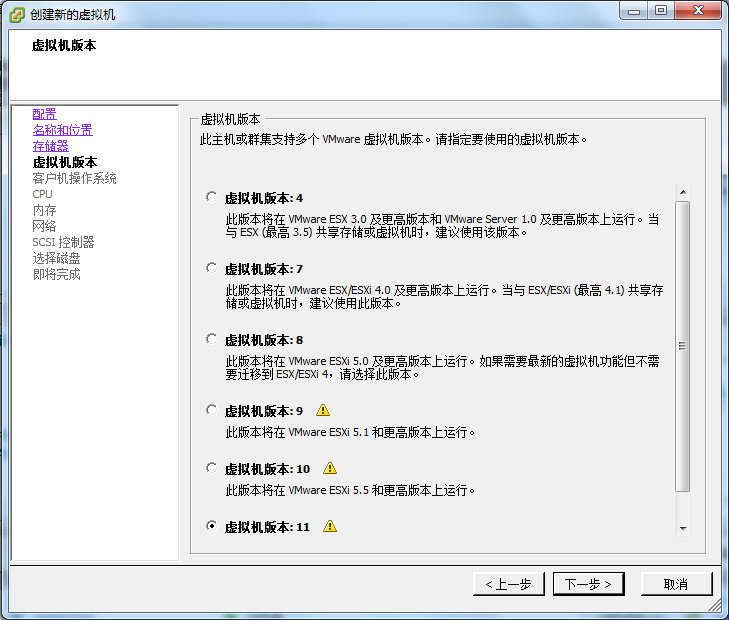 创建新的虚拟机
虚拟机版本
配置
名称和位置
存储器
虚拟机版本
客户机操作系统
CPU
内存
网络
SCSI 控制器
选择磁盘
即将完成
虚拟机版本
此主机或群集支持多个 VMware 虚拟机版本。请指定要使用的虚拟机版本。
虚拟机版本: 4
此版本将在 VMware ESX 3.0 及更高版本和 VMware Server 1.0 及更高版本上运行。当
与 ESX (最高 3.5) 共享存储或虚拟机时，建议使用该版本。
虚拟机版本: 7
此版本将在 VMware ESX/ESXi 4.0 及更高版本上运行。当与 ESX/ESXi (最高 4.1) 共享存
储或虚拟机时，建议使用此版本。
虚拟机版本: 8
此版本将在 VMware ESXi 5.0 及更高版本上运行。如果需要最新的虚拟机功能但不需
要迁移到 ESX/ESXi 4，请选择此版本。
虚拟机版本: 9
此版本将在 VMware ESXi 5.1 和更高版本上运行。
虚拟机版本: 10
此版本将在 VMware ESXi 5.5 和更高版本上运行。
虚拟机版本: 11
< 上一步
下一步 >
取消